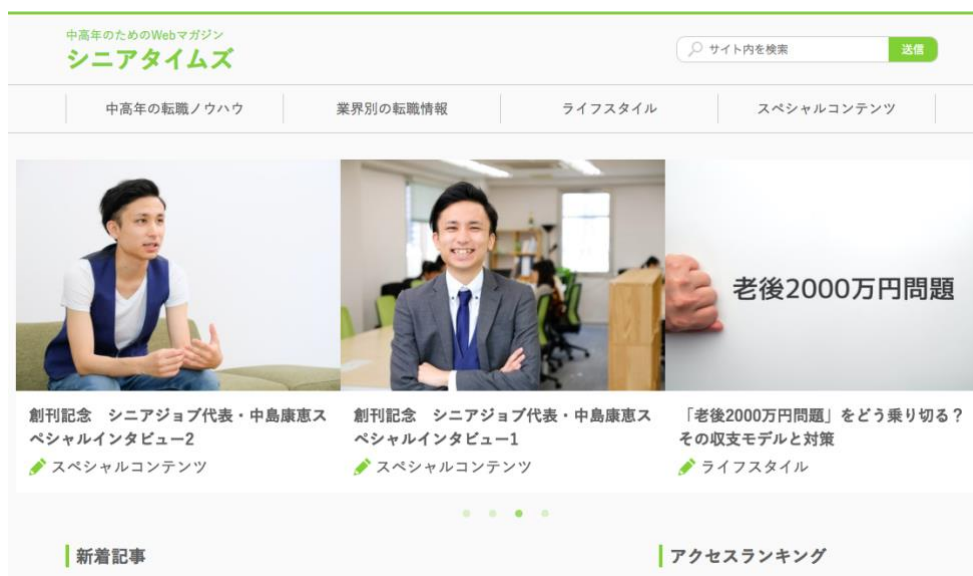 中高年のためのWebマガジン
シニアタイムズ
サイト内を検索
送信
中高年の転職ノウハウ
業界別の転職情報
ライフスタイル
スペシャルコンテンツ
老後2000万円問題
創刊記念　シニアジョブ代表・中島康恵ス
ペシャルインタビュー2
スペシャルコンテンツ
創刊記念　シニアジョブ代表・中島康恵ス
ペシャルインタビュー1
スペシャルコンテンツ
「老後2000万円問題」をどう乗り切る？
その収支モデルと対策
ライフスタイル
新着記事
アクセスランキング